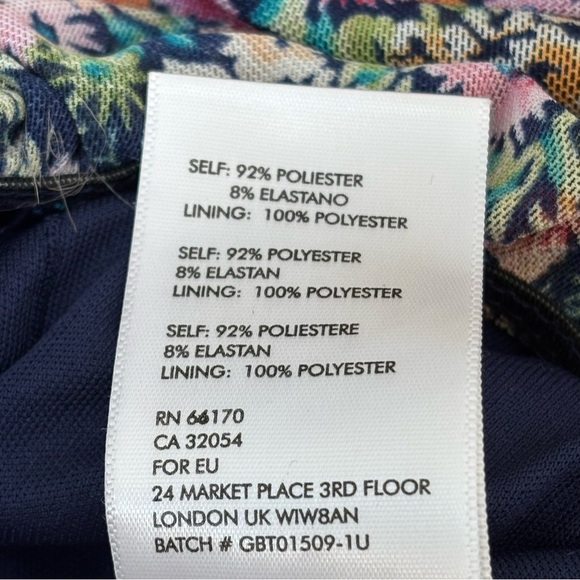 SELF: 92% POLIESTER
8% ELASTANO
LINING: 100% POLYESTER
SELF: 92% POLYESTER
8% ELASTAN
LINING: 100% POLYESTER
SELF: 92% POLIESTERE
8% ELASTAN
LINING: 100% POLYESTER
RN 66170
CA 32054
FOR EU
24 MARKET PLACE 3RD FLOOR
LONDON UK WIW8AN
BATCH # GBT01509-1U